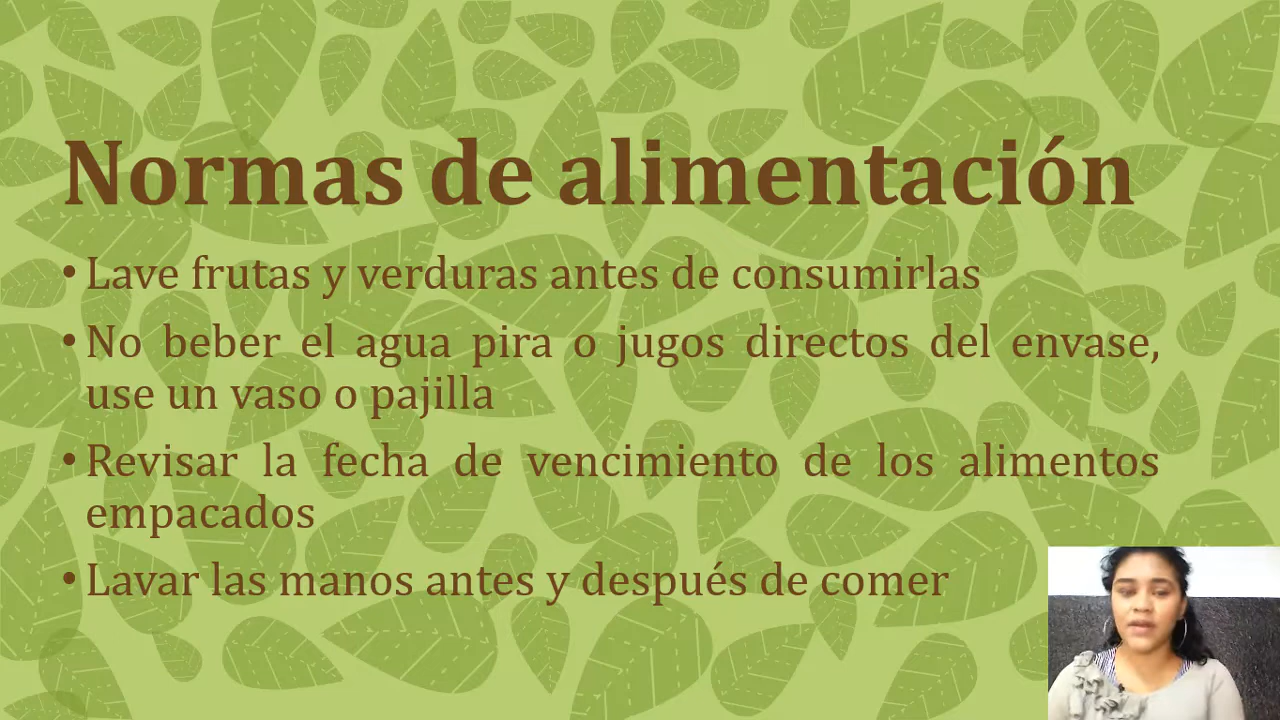 Normas de alimentación
• Lave frutas y verduras antes de consumirlas
• No beber el agua pira o jugos directos del envase,
use un vaso o pajilla
• Revisar la fecha de vencimiento de los alimentos
empacados
• Lavar las manos antes y después de comer